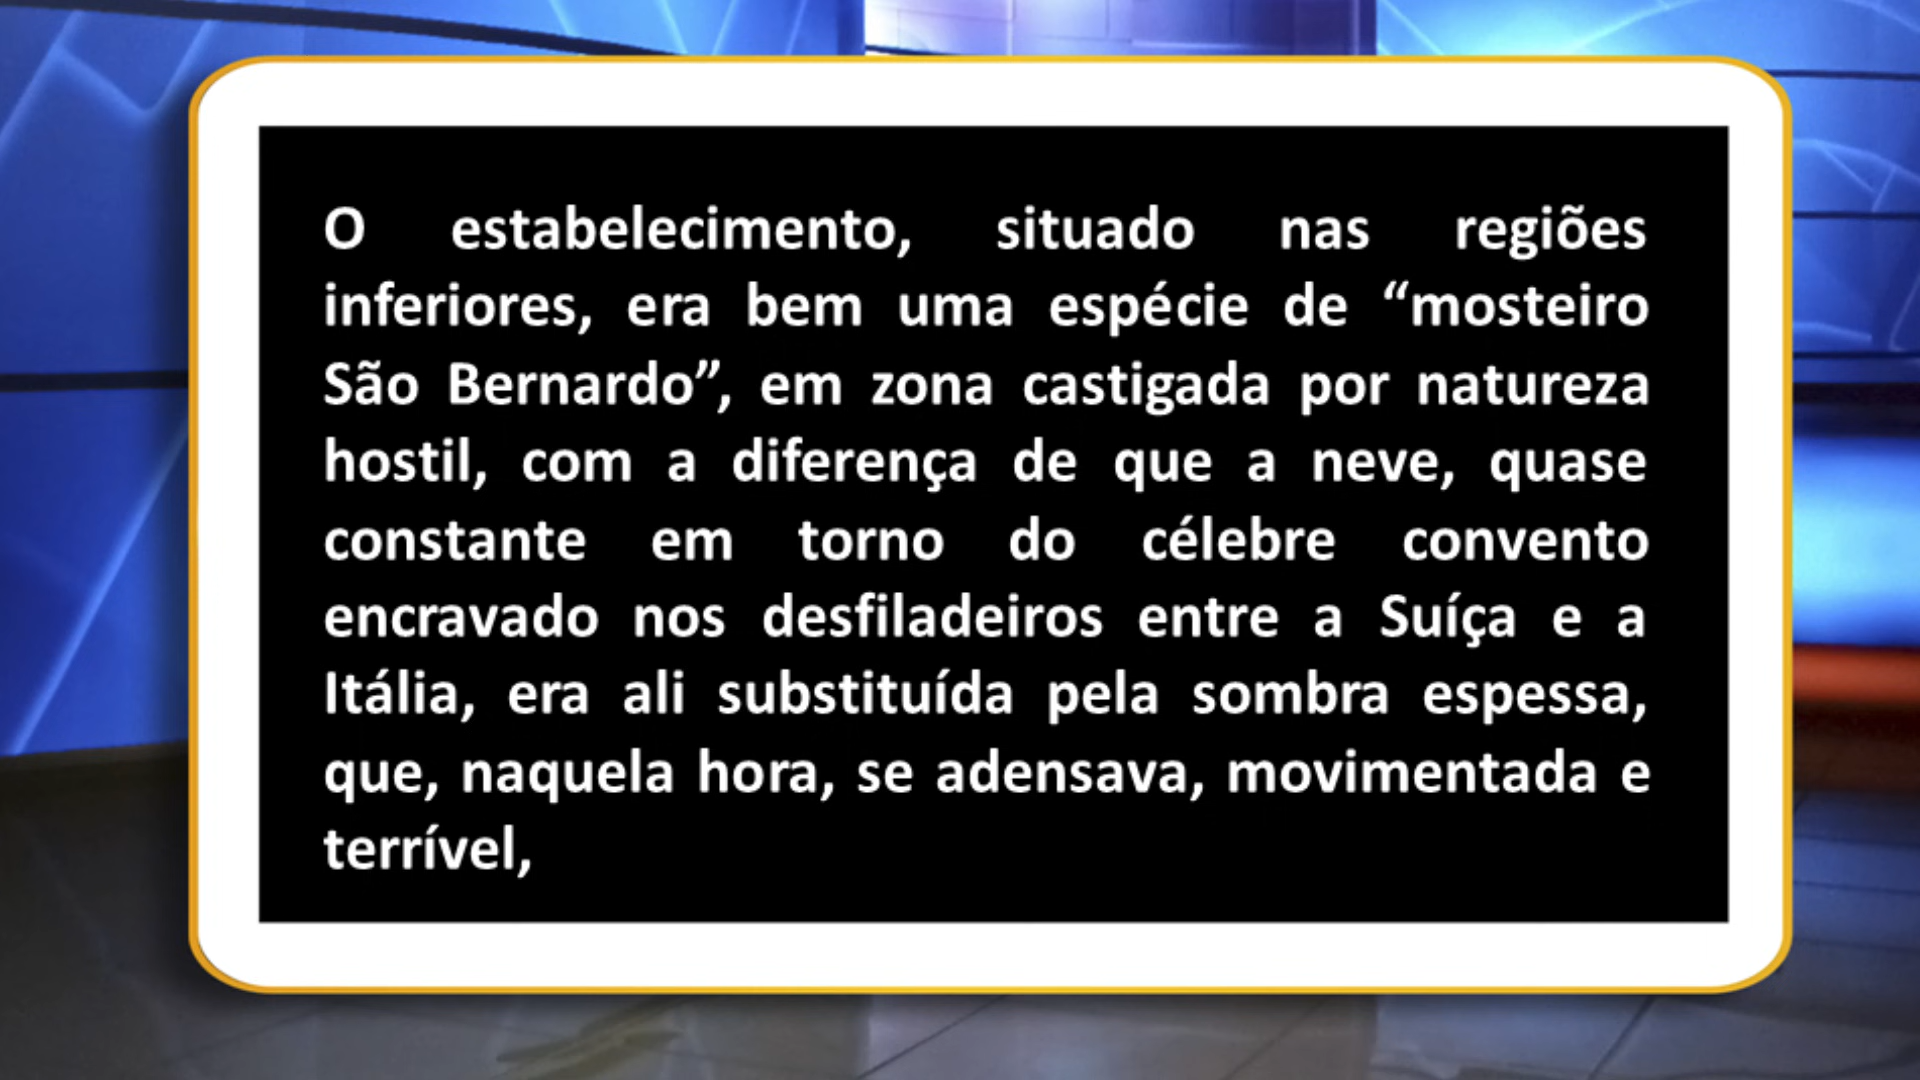 O estabelecimento, situado nas regiões
inferiores, era bem uma espécie de “mosteiro
São Bernardo”, em zona castigada por natureza
hostil, com a diferença de que a neve, quase
constante em torno do célebre convento
encravado nos desfiladeiros entre a Suíça e a
Itália, era ali substituída pela sombra espessa,
que, naquela hora, se adensava, movimentada e
terrível,